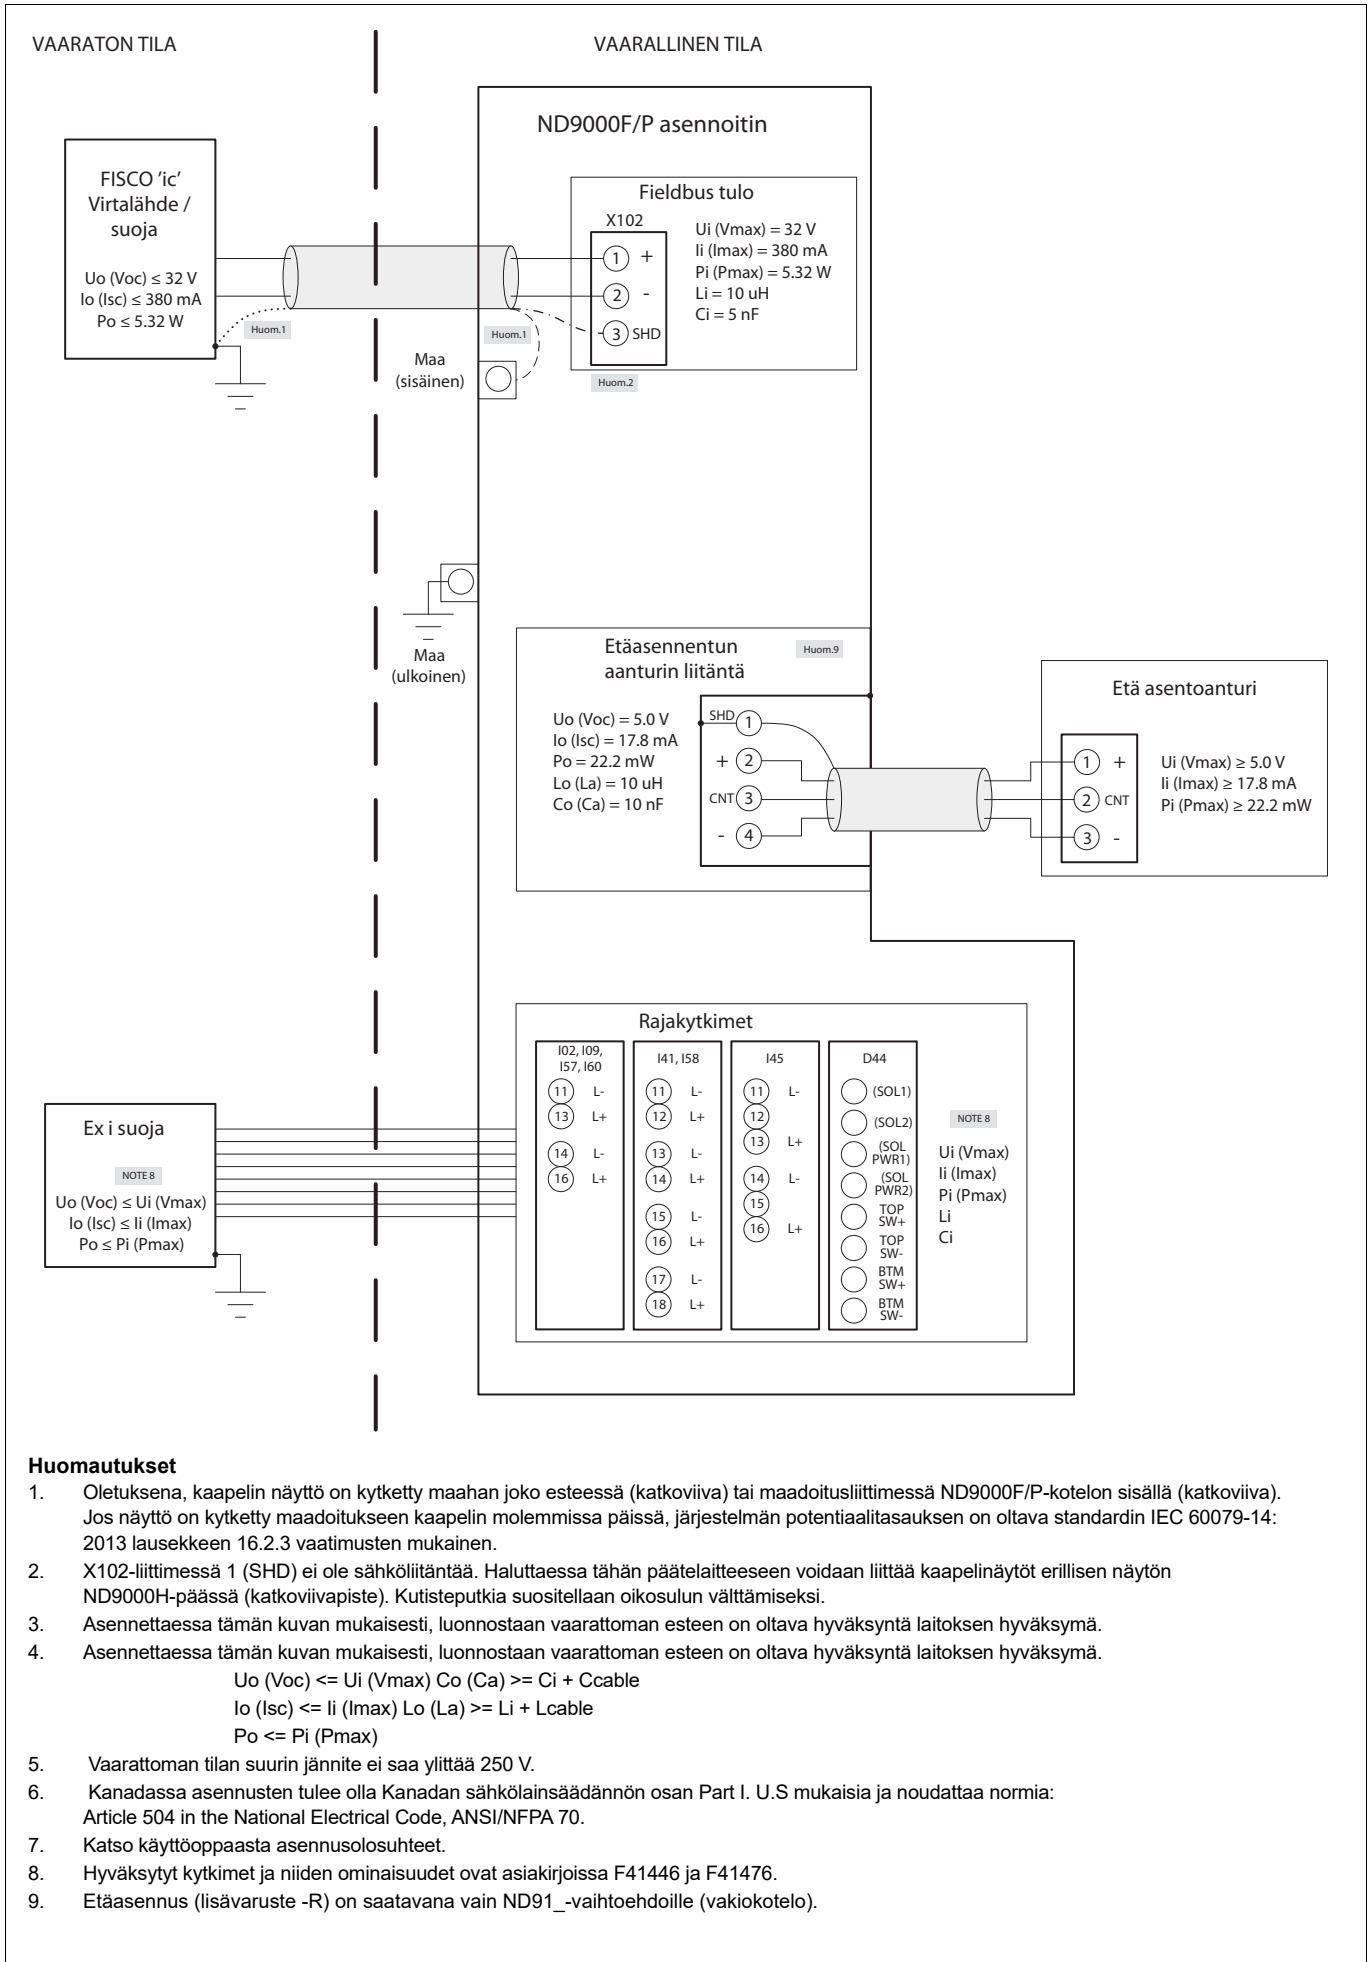 VAARATON TILA
VAARALLINEN TILA
ND9000F/P asennoitin
FISCO ’ic’
Virtalähde /
suoja
Uo (Voc) ≤ 32 V
Io (Isc) ≤ 380 mA
Po ≤ 5.32 W
Huom.1
Huom.1
Maa
(sisäinen)
Fieldbus tulo
X102
1 +
2 -
3 SHD
Huom.2
Ui (Vmax) = 32 V
Ii (Imax) = 380 mA
Pi (Pmax) = 5.32 W
Li = 10 uH
Ci = 5 nF
Maa
(ulkoinen)
Etäasennentun
aanturin liitäntä
Huom.9
Uo (Voc) = 5.0 V
Io (Isc) = 17.8 mA
Po = 22.2 mW
Lo (La) = 10 uH
Co (Ca) = 10 nF
SHD 1
+ 2
CNT 3
- 4
Etä asentoanturi
1 +
2 CNT
3 -
Ui (Vmax) ≥ 5.0 V
Ii (Imax) ≥ 17.8 mA
Pi (Pmax) ≥ 22.2 mW
Rajakytkimet
I02, I09,
I57, I60
11 L-
13 L+
14 L-
16 L+
I41, I58
11 L-
12 L+
13 L-
14 L+
15 L-
16 L+
17 L-
18 L+
I45
11 L-
12
13 L+
14 L-
15
16 L+
D44
(SOL1)
(SOL2)
(SOL
PWR1)
(SOL
PWR2)
TOP
SW+
TOP
SW-
BTM
SW+
BTM
SW-
NOTE 8
Ui (Vmax)
Ii (Imax)
Pi (Pmax)
Li
Ci
Ex i suoja
NOTE 8
Uo (Voc) ≤ Ui (Vmax)
Io (Isc) ≤ Ii (Imax)
Po ≤ Pi (Pmax)
Huomautukset
1. Oletuksena, kaapelin näyttö on kytketty maahan joko esteessä (katkoviiva) tai maadoitusliittimessä ND9000F/P-kotelon sisällä (katkoviiva).
Jos näyttö on kytketty maadoitukseen kaapelin molemmissa päissä, järjestelmän potentiaalitasauksen on oltava standardin IEC 60079-14:
2013 lausekkeen 16.2.3 vaatimusten mukainen.
2. X102-liittimessä 1 (SHD) ei ole sähköliitäntää. Haluttaessa tähän päätelaitteeseen voidaan liittää kaapelinäytöt erillisen näytön
ND9000H-päässä (katkoviivapiste). Kutisteputkia suositellaan oikosulun välttämiseksi.
3. Asennettaessa tämän kuvan mukaisesti, luonnostaan vaarattoman esteen on oltava hyväksyntä laitoksen hyväksymä.
4. Asennettaessa tämän kuvan mukaisesti, luonnostaan vaarattoman esteen on oltava hyväksyntä laitoksen hyväksymä.
Uo (Voc) <= Ui (Vmax) Co (Ca) >= Ci + Ccable
Io (Isc) <= Ii (Imax) Lo (La) >= Li + Lcable
Po <= Pi (Pmax)
5. Vaarattoman tilan suurin jännite ei saa ylittää 250 V.
6. Kanadassa asennusten tulee olla Kanadan sähkölainsäädännön osan Part I. U.S mukaisia ja noudattaa normia:
Article 504 in the National Electrical Code, ANSI/NFPA 70.
7. Katso käyttöoppaasta asennusolosuhteet.
8. Hyväksytyt kytkimet ja niiden ominaisuudet ovat asiakirjoissa F41446 ja F41476.
9. Etäasennus (lisävaruste -R) on saatavana vain ND91_-vaihtoehdoille (vakiokotelo).